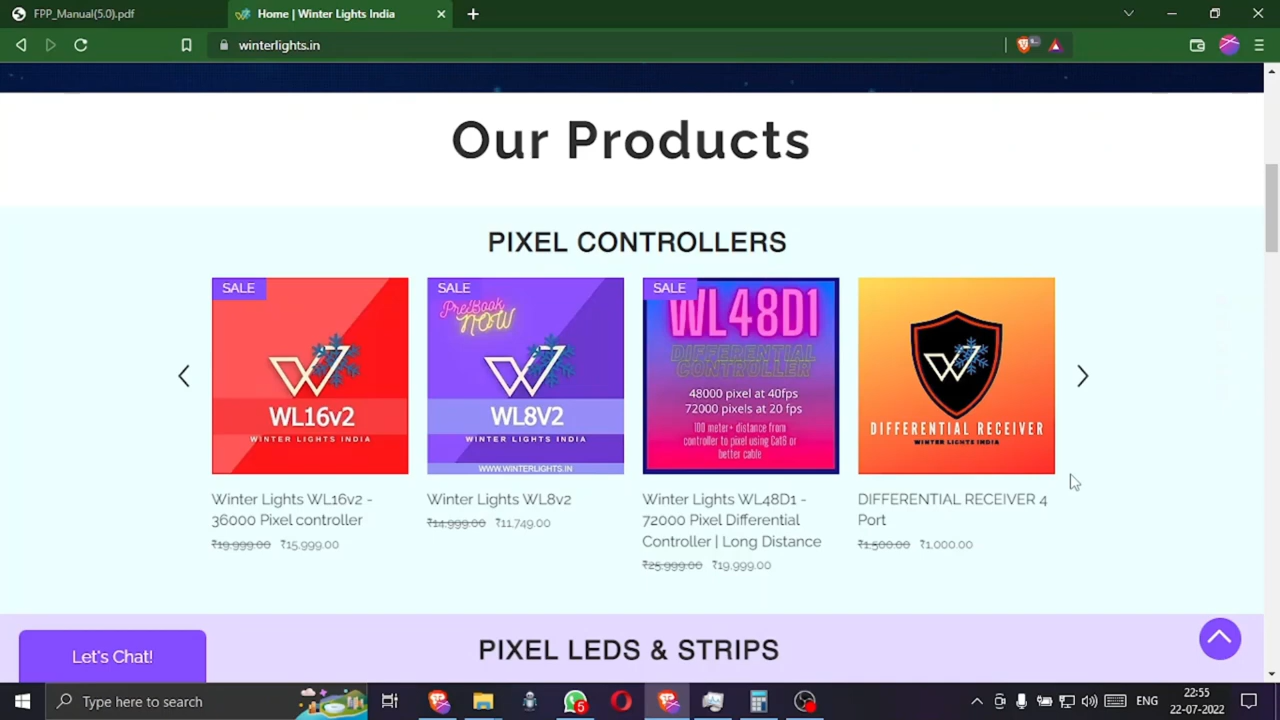 FPP_Manual(5.0).pdf
Home | Winter Lights India
winterlights.in
Our Products
PIXEL CONTROLLERS
SALE
WL16v2
WINTER LIGHTS INDIA
SALE
Pre/Book
NOW
WL8V2
WINTER LIGHTS INDIA
WWW.WINTERLIGHTS.IN
SALE
WL48D1
DIFFERENTIAL
CONTROLLER
48000 pixel at 40fps
72000 pixels at 20 fps
100 meter+ distance from
controller to pixel using Cat6 or
better cable
DIFFERENTIAL RECEIVER
WINTER LIGHTS INDIA
Winter Lights WL16v2 -
36000 Pixel controller
₹19,999.00 ₹15,999.00
Winter Lights WL8v2
₹14,999.00 ₹11,749.00
Winter Lights WL48D1 -
72000 Pixel Differential
Controller | Long Distance
₹25,999.00 ₹19,999.00
DIFFERENTIAL RECEIVER 4
Port
₹1,500.00 ₹1,000.00
PIXEL LEDS & STRIPS
Let's Chat!
Type here to search
5
ENG
22:55
22-07-2022